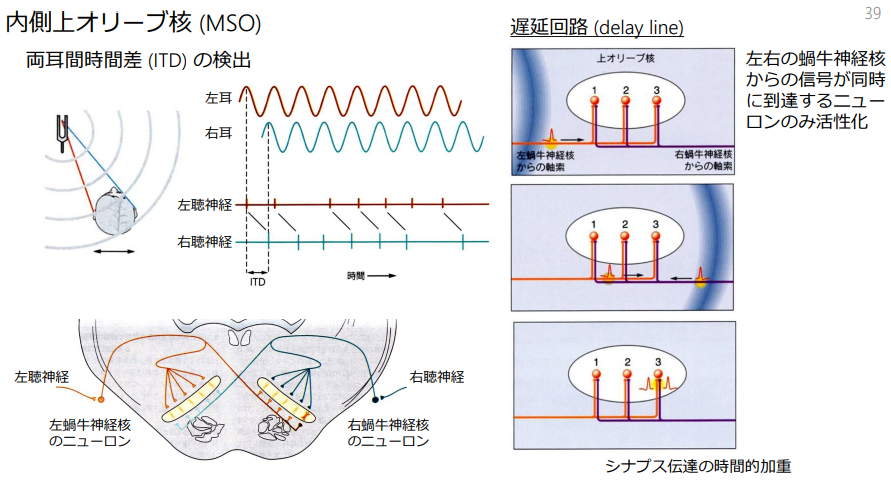 39
内側上オリーブ核 (MSO)
両耳間時間差 (ITD) の検出
左耳
右耳
左聴神経
右聴神経
時間
ITD
左聴神経
右聴神経
左蝸牛神経核
のニューロン
右蝸牛神経核
のニューロン
遅延回路 (delay line)
上オリーブ核
1 2 3
左蝸牛神経核
からの軸索
右蝸牛神経核
からの軸索
左右の蝸牛神経核
からの信号が同時
に到達するニュー
ロンのみ活性化
1 2 3
1 2 3
シナプス伝達の時間的加重